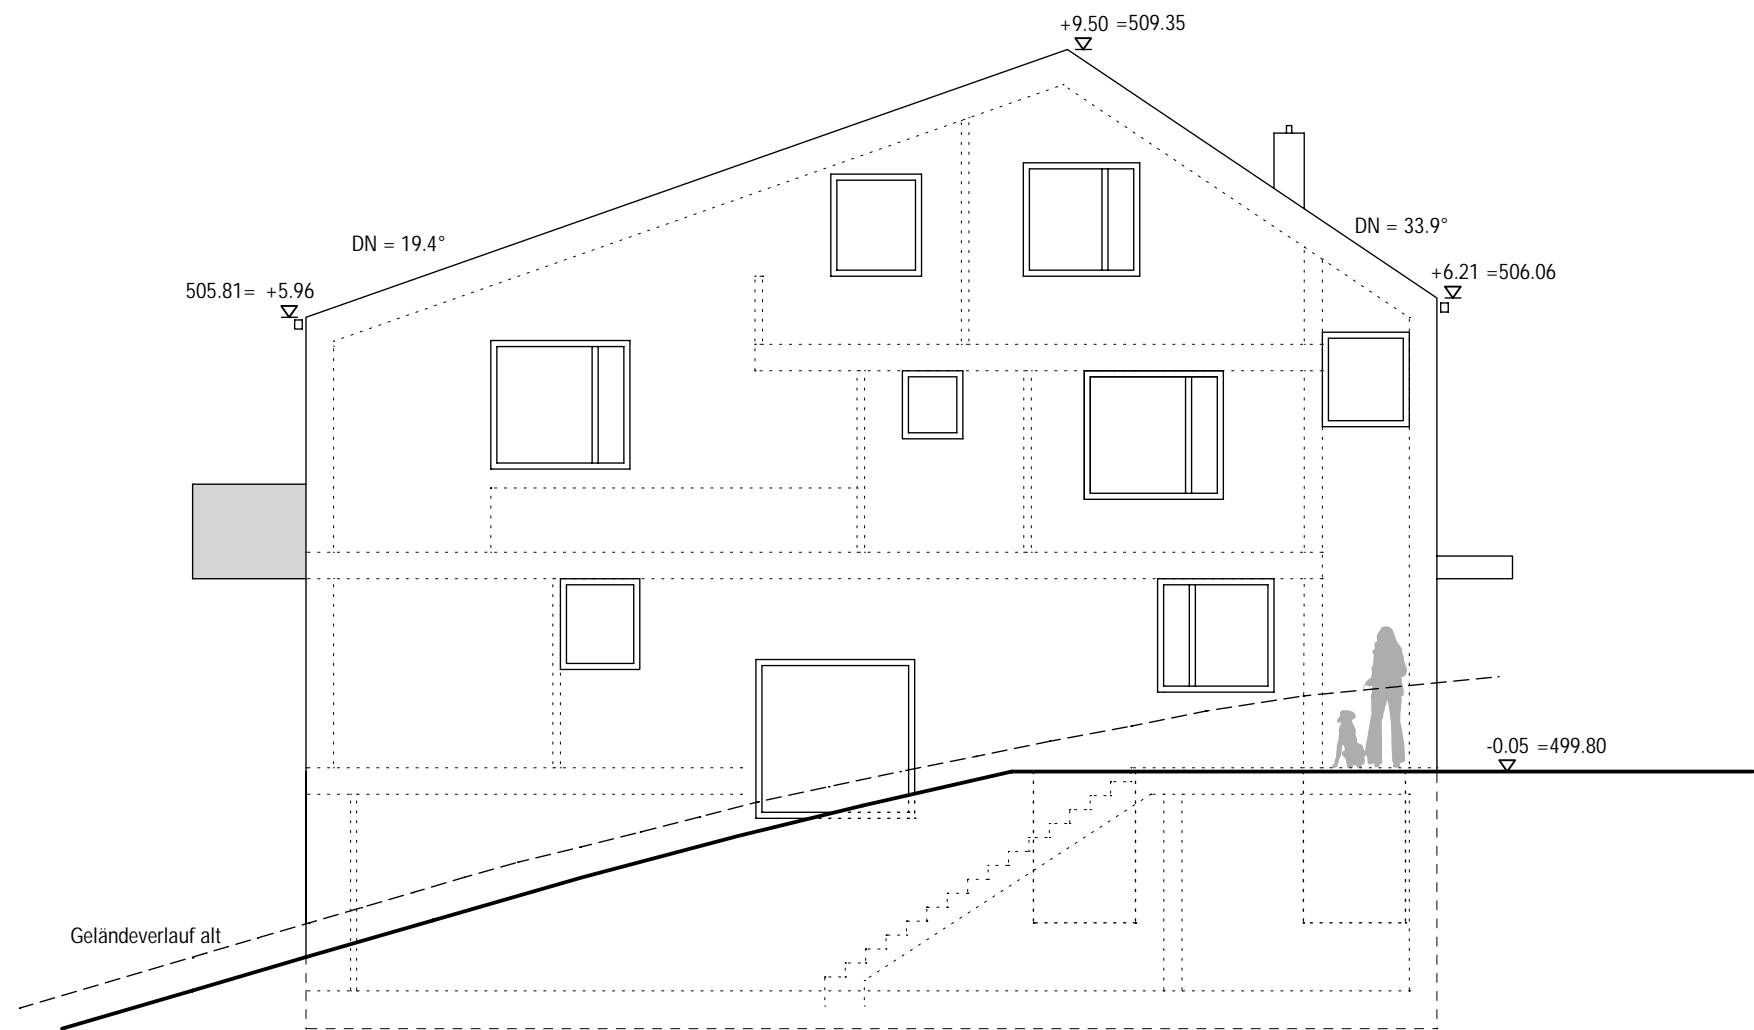 +9.50 =509.35
DN = 19.4°
DN = 33.9°
505.81= +5.96
+6.21 =506.06
-0.05 =499.80
Geländeverlauf alt